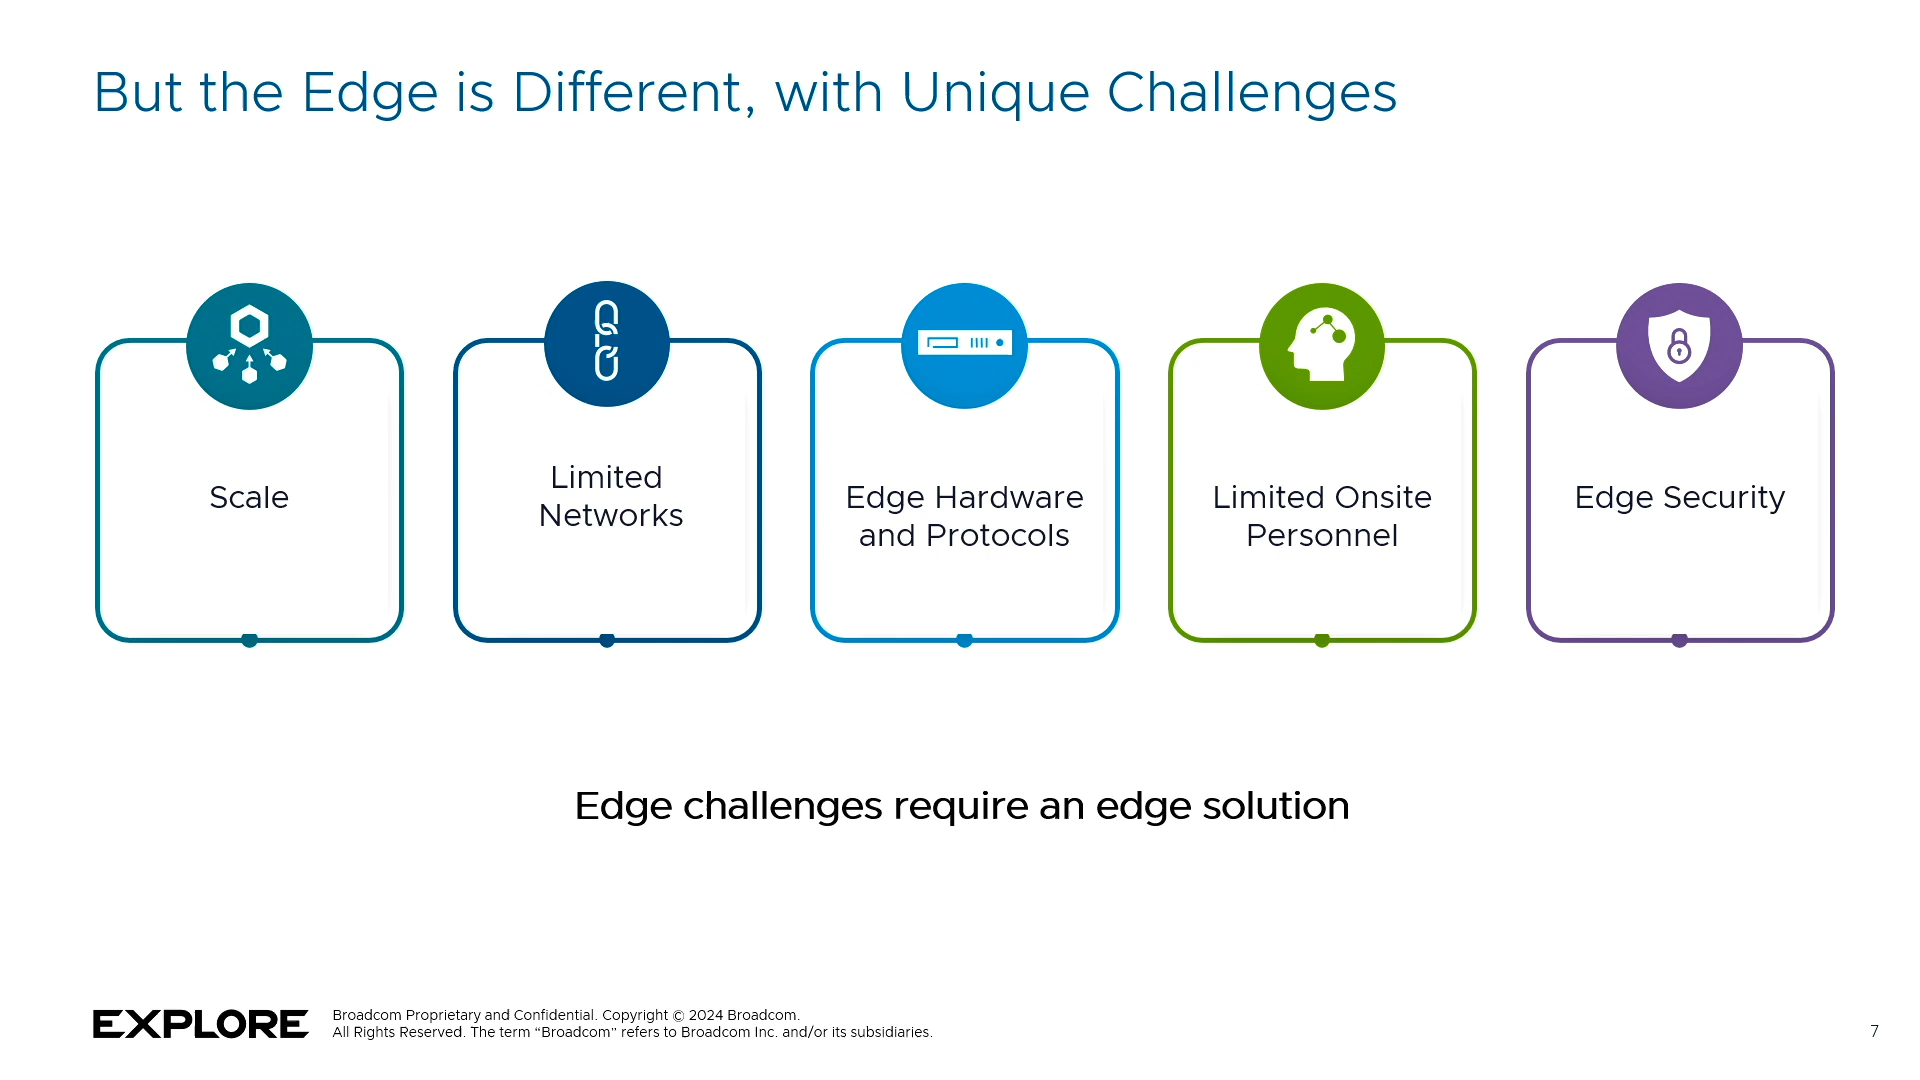 But the Edge is Different, with Unique Challenges
Scale
Limited
Networks
Edge Hardware
and Protocols
Limited Onsite
Personnel
Edge Security
Edge challenges require an edge solution
EXPLORE
Broadcom Proprietary and Confidential. Copyright © 2024 Broadcom.
All Rights Reserved. The term “Broadcom” refers to Broadcom Inc. and/or its subsidiaries.
7